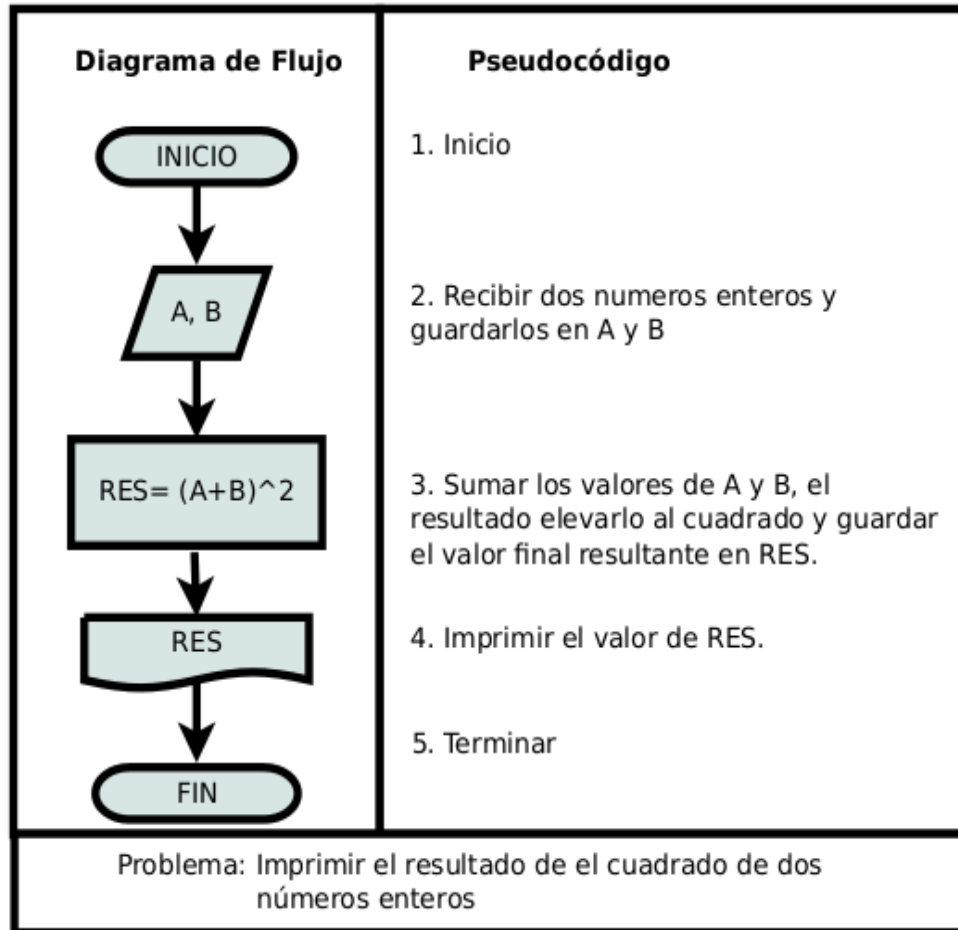 Diagrama de Flujo
INICIO
A, B
RES= (A+B)^2
RES
FIN
Pseudocódigo
1. Inicio
2. Recibir dos numeros enteros y
guardarlos en A y B
3. Sumar los valores de A y B, el
resultado elevarlo al cuadrado y guardar
el valor final resultante en RES.
4. Imprimir el valor de RES.
5. Terminar
Problema: Imprimir el resultado de el cuadrado de dos
números enteros